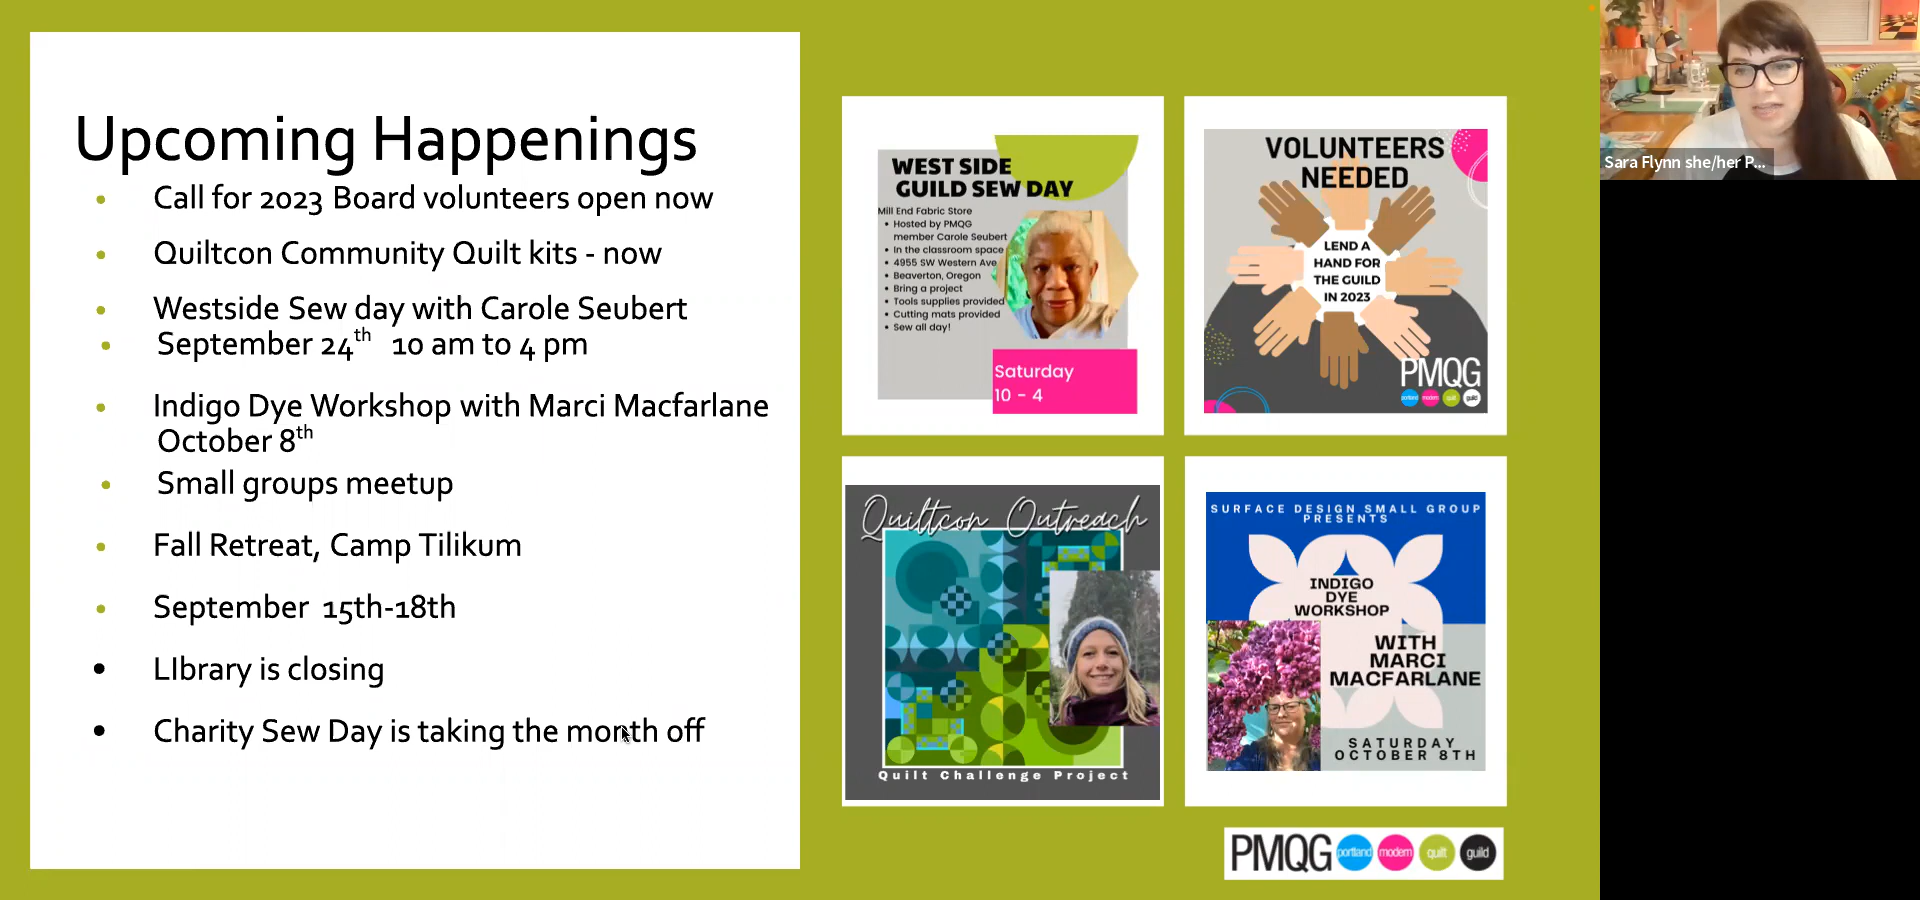 Upcoming Happenings
Call for 2023 Board volunteers open now
Quiltcon Community Quilt kits - now
Westside Sew day with Carole Seubert
September 24th 10 am to 4 pm
Indigo Dye Workshop with Marci Macfarlane
October 8th
Small groups meetup
Fall Retreat, Camp Tilikum
September 15th-18th
LIbrary is closing
Charity Sew Day is taking the month off
WEST SIDE
GUILD SEW DAY
Mill End Fabric Store
Hosted by PMQG
member Carole Seubert
In the classroom space
4955 SW Western Ave
Beaverton, Oregon
Bring a project
Tools supplies provided
Cutting mats provided
Sew all day!
Saturday
10 - 4
VOLUNTEERS
NEEDED
LEND A
HAND FOR
THE GUILD
IN 2023
PMQG
portland modern quilt guild
Quiltcon Outreach
Quilt Challenge Project
SURFACE DESIGN SMALL GROUP
PRESENTS
INDIGO
DYE
WORKSHOP
WITH
MARCI
MACFARLANE
SATURDAY
OCTOBER 8TH
PMQG portland modern quilt guild
Sara Flynn she/her P...